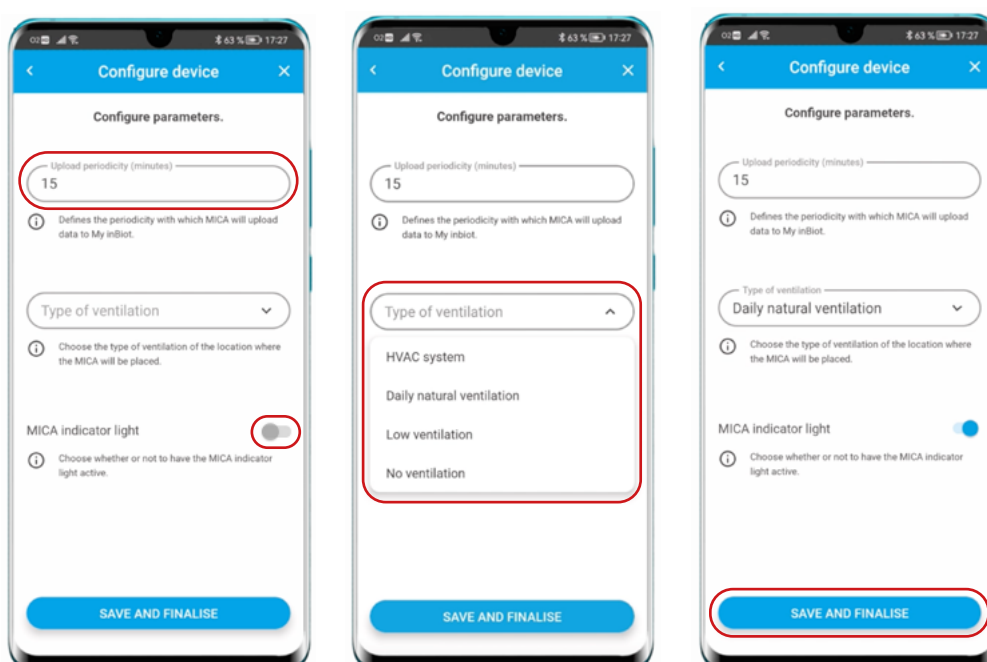 O2 63 % 17:27
Configure device
Configure parameters.
Upload periodicity (minutes)
15
Defines the periodicity with which MICA will upload
data to My inBiot.
Type of ventilation
Choose the type of ventilation of the location where
the MICA will be placed.
MICA indicator light
Choose whether or not to have the MICA indicator
light active.
SAVE AND FINALISE
O2 63 % 17:27
Configure device
Configure parameters.
Upload periodicity (minutes)
15
Defines the periodicity with which MICA will upload
data to My inbiot.
Type of ventilation
HVAC system
Daily natural ventilation
Low ventilation
No ventilation
SAVE AND FINALISE
O2 63 % 17:27
Configure device
Configure parameters.
Upload periodicity (minutes)
15
Defines the periodicity with which MICA will upload
data to My inBiot.
Type of ventilation
Daily natural ventilation
Choose the type of ventilation of the location where
the MICA will be placed.
MICA indicator light
Choose whether or not to have the MICA indicator
light active.
SAVE AND FINALISE